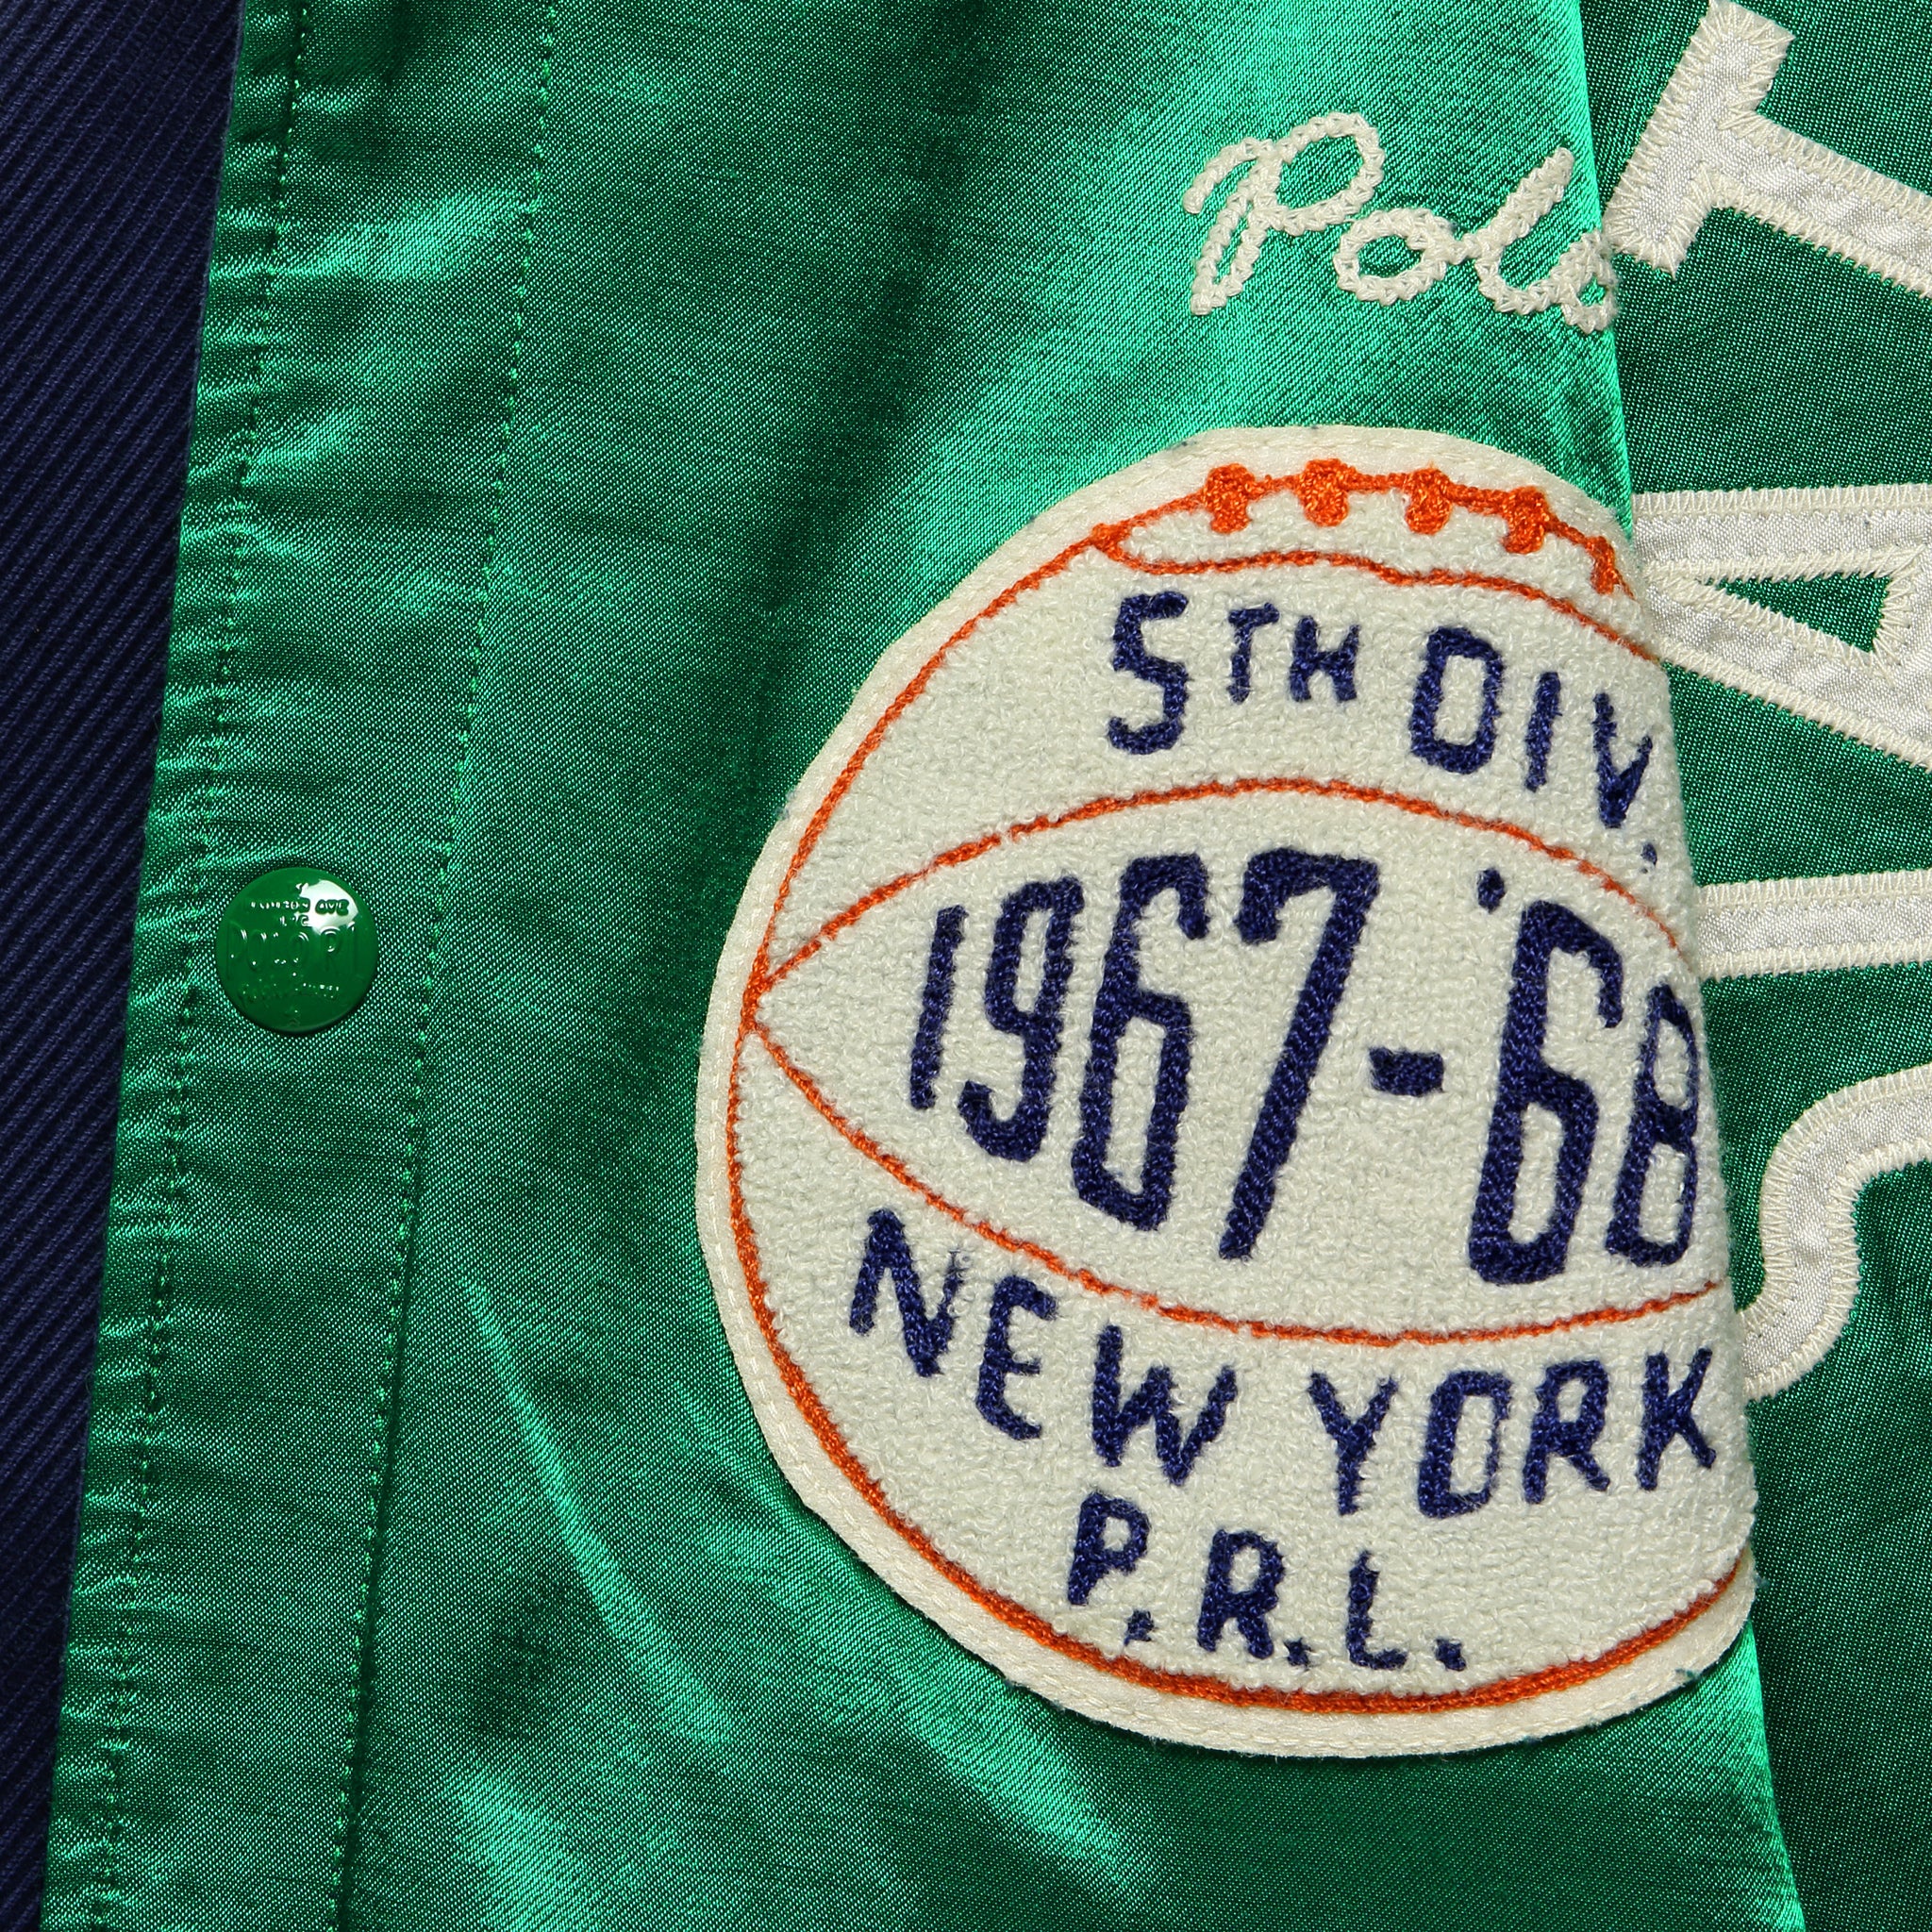 Polo
5TH DIV.
1967-'68
NEW YORK
P.R.L.